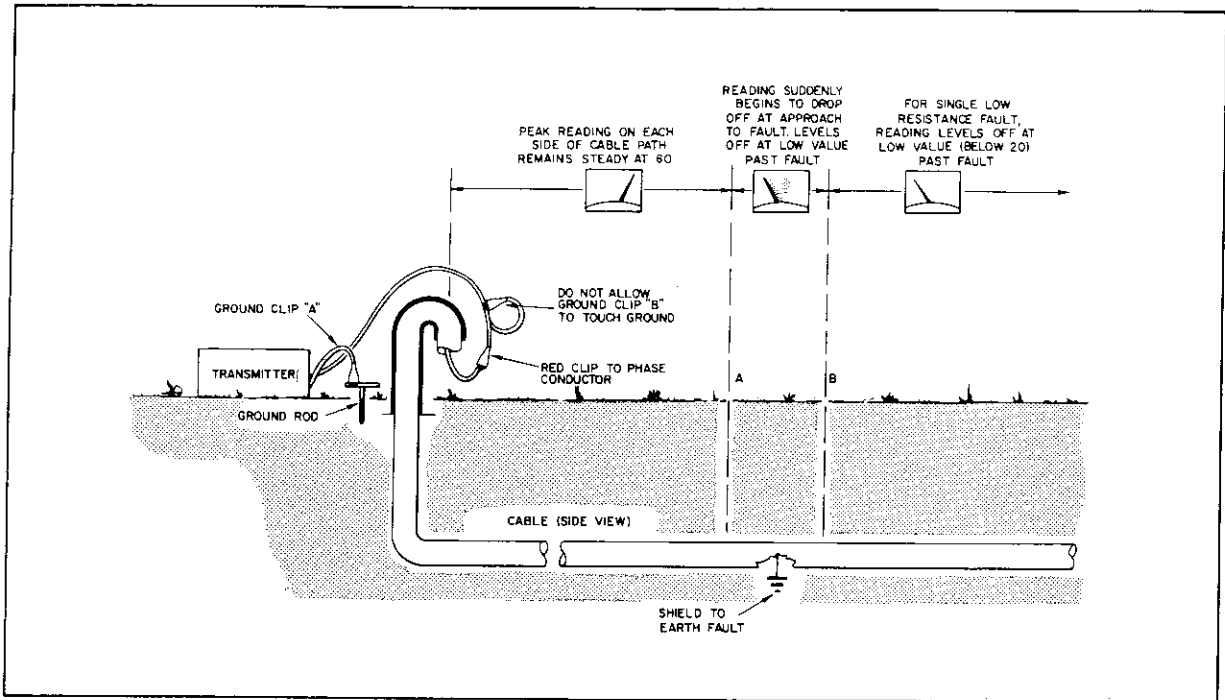 PEAK READING ON EACH
SIDE OF CABLE PATH
REMAINS STEADY AT 60
READING SUDDENLY
BEGINS TO DROP
OFF AT APPROACH
TO FAULT. LEVELS
OFF AT LOW VALUE
PAST FAULT
FOR SINGLE LOW
RESISTANCE FAULT,
READING LEVELS OFF AT
LOW VALUE (BELOW 20)
PAST FAULT
GROUND CLIP "A"
DO NOT ALLOW
GROUND CLIP "B"
TO TOUCH GROUND
TRANSMITTER
RED CLIP TO PHASE
CONDUCTOR
A
B
GROUND ROD
CABLE (SIDE VIEW)
SHIELD TO
EARTH FAULT